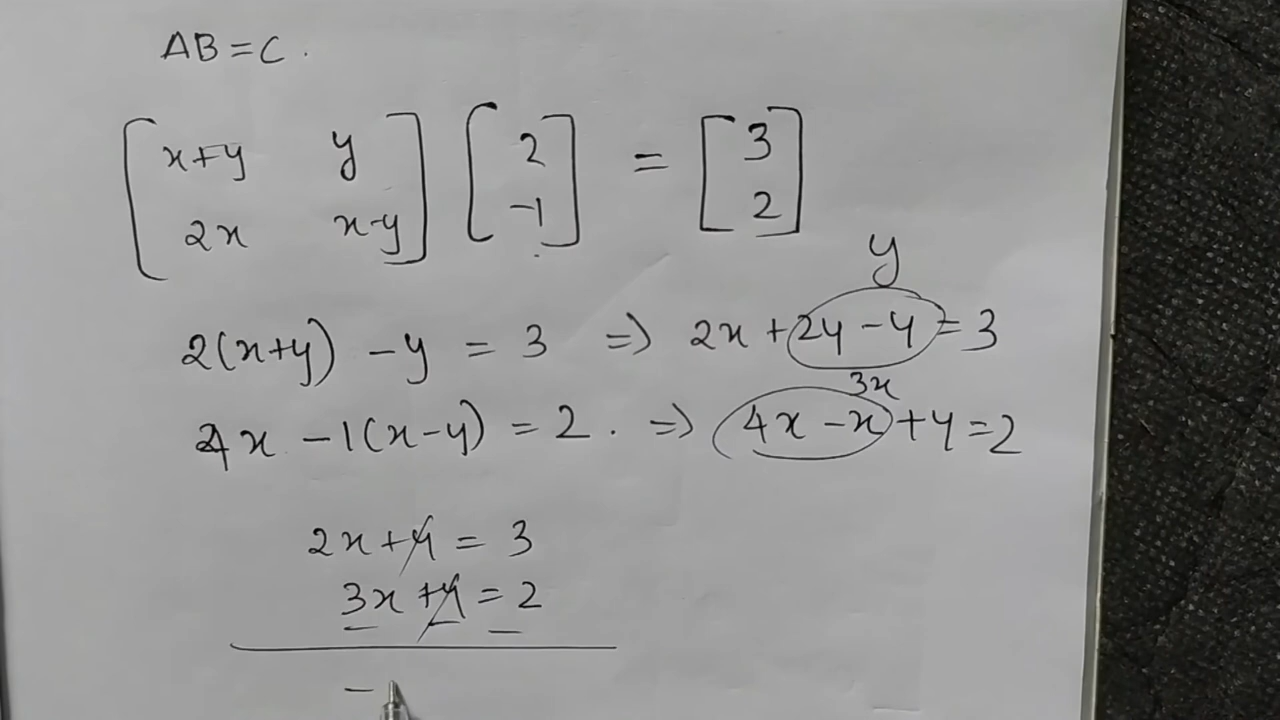 AB = C .
[ x+y y ] [ 2 ] = [ 3 ]
[ 2x x-y ] [ -1 ] [ 2 ]
y
2(x+y) - y = 3 => 2x + 2y - y = 3
3x
4x - 1(x-y) = 2 . => 4x - x + y = 2
2x + y = 3
3x + y = 2
- - -
-